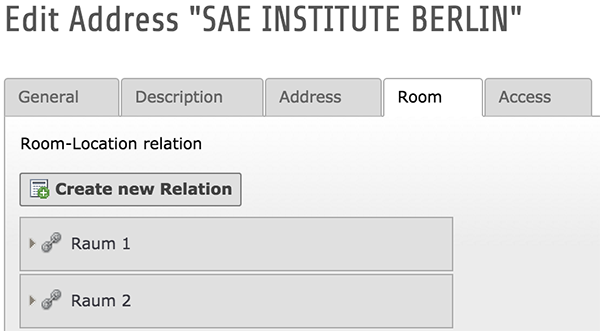 Edit Address "SAE INSTITUTE BERLIN"
General Description Address Room Access
Room-Location relation
Create new Relation
Raum 1
Raum 2